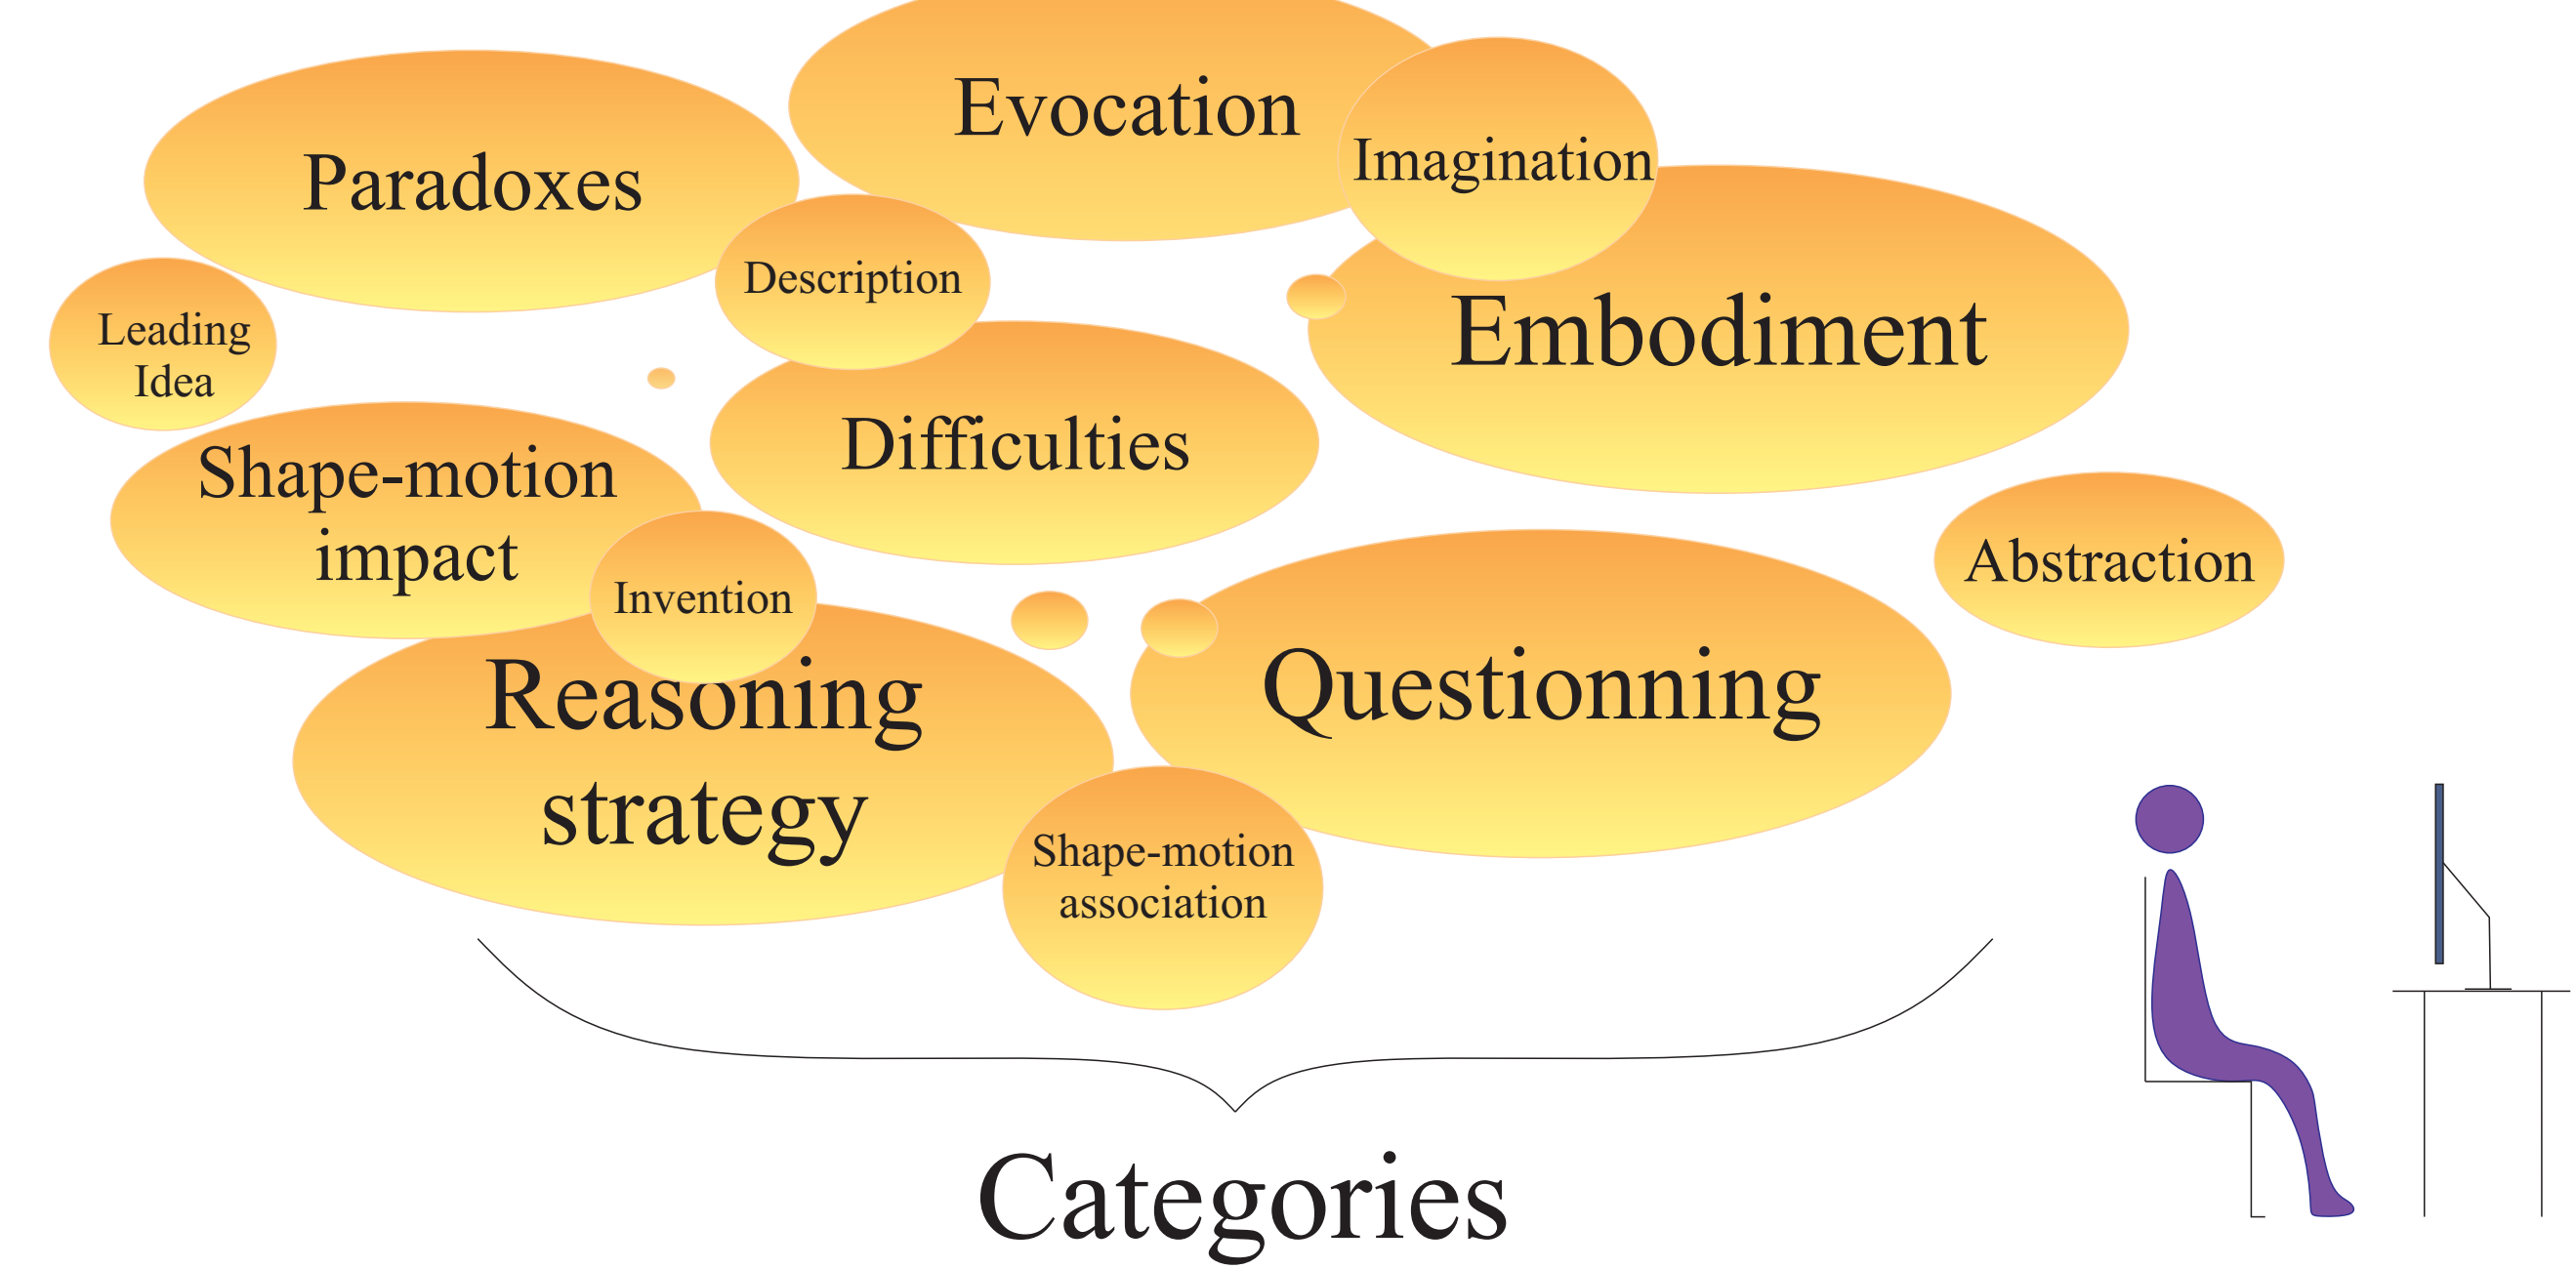 Evocation
Imagination
Paradoxes
Description
Leading
Idea
Embodiment
Difficulties
Shape-motion
impact
Abstraction
Invention
Reasoning
strategy
Questionning
Shape-motion
association
Categories